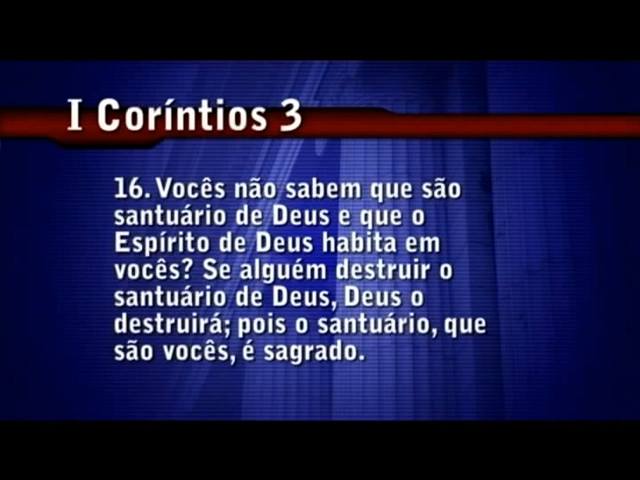 I Coríntios 3
16. Vocês não sabem que são
santuário de Deus e que o
Espírito de Deus habita em
vocês? Se alguém destruir o
santuário de Deus, Deus o
destruirá; pois o santuário, que
são vocês, é sagrado.